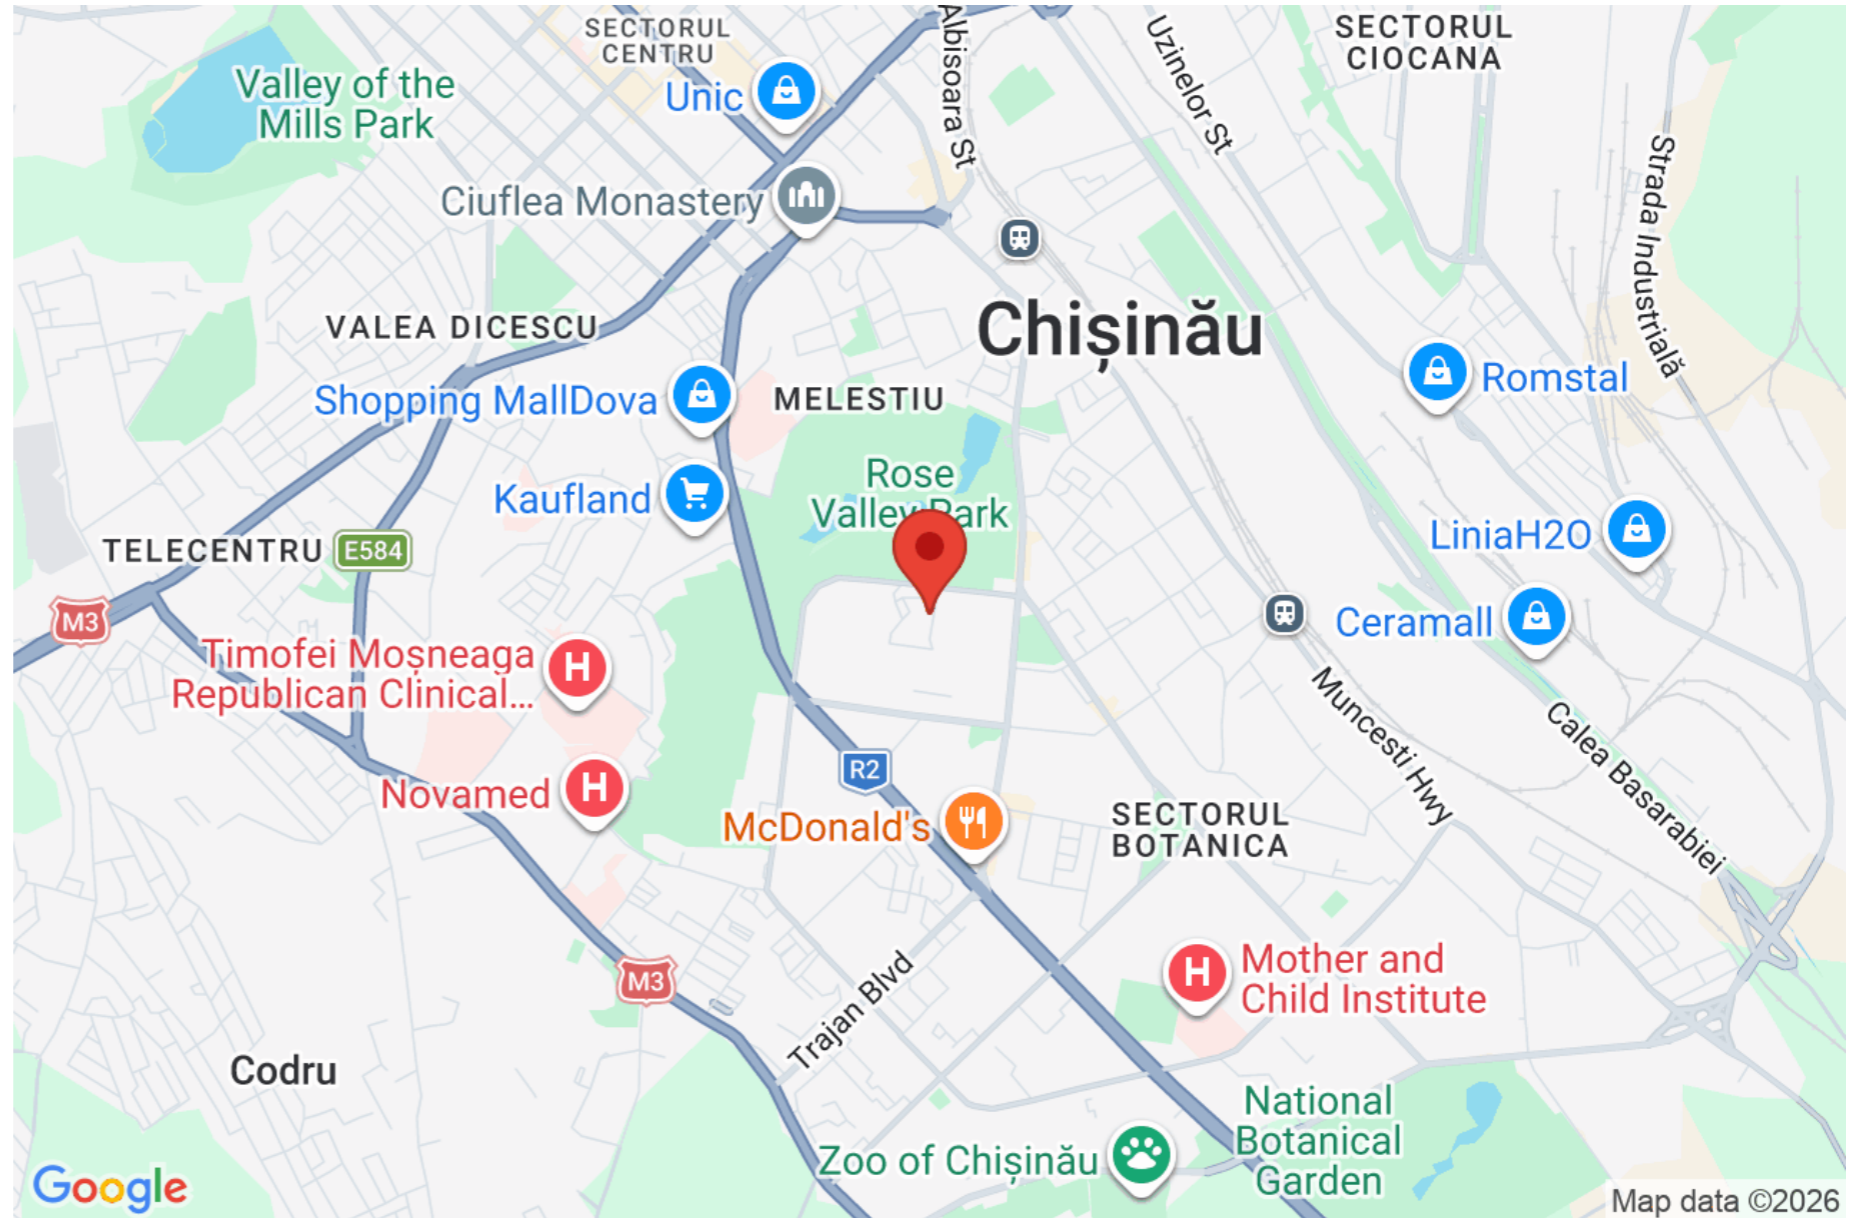 SECTORUL
CENTRU
Albisoara St
Uzinelor St
SECTORUL
CIOCANA
Valley of the
Mills Park
Unic
Strada Industrială
Ciuflea Monastery
Chișinău
VALEA DICESCU
Shopping MallDova
MELESTIU
Romstal
Rose
Valley Park
Kaufland
LiniaH2O
TELECENTRU
E584
M3
Ceramall
Timofei Moșneaga
Republican Clinical...
H
Muncesti Hwy
Calea Basarabiei
R2
Novamed
H
McDonald's
SECTORUL
BOTANICA
M3
Trajan Blvd
H
Mother and
Child Institute
Codru
National
Botanical
Garden
Zoo of Chișinău
Google
Map data ©2026